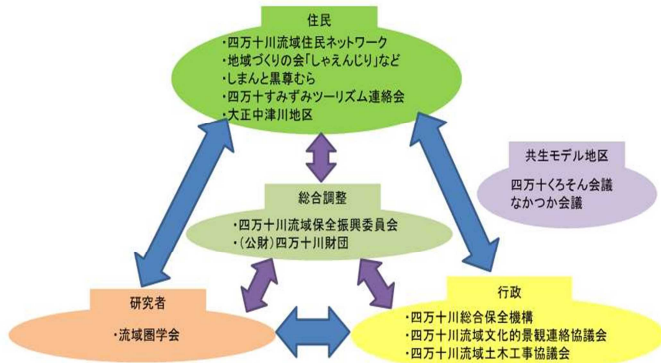 住民
・四万十川流域住民ネットワーク
・地域づくりの会「しゃえんじり」など
・しまんと黒尊むら
・四万十すみずみツーリズム連絡会
・大正中津川地区
共生モデル地区
四万十くろそん会議
なかつか会議
総合調整
・四万十川流域保全振興委員会
・(公財)四万十川財団
研究者
・流域圏学会
行政
・四万十川総合保全機構
・四万十川流域文化的景観連絡協議会
・四万十川流域土木工事協議会